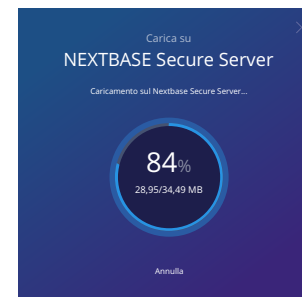 Carica su
NEXTBASE Secure Server
Caricamento sul Nextbase Secure Server...
84%
28,95/34,49 MB
Annulla